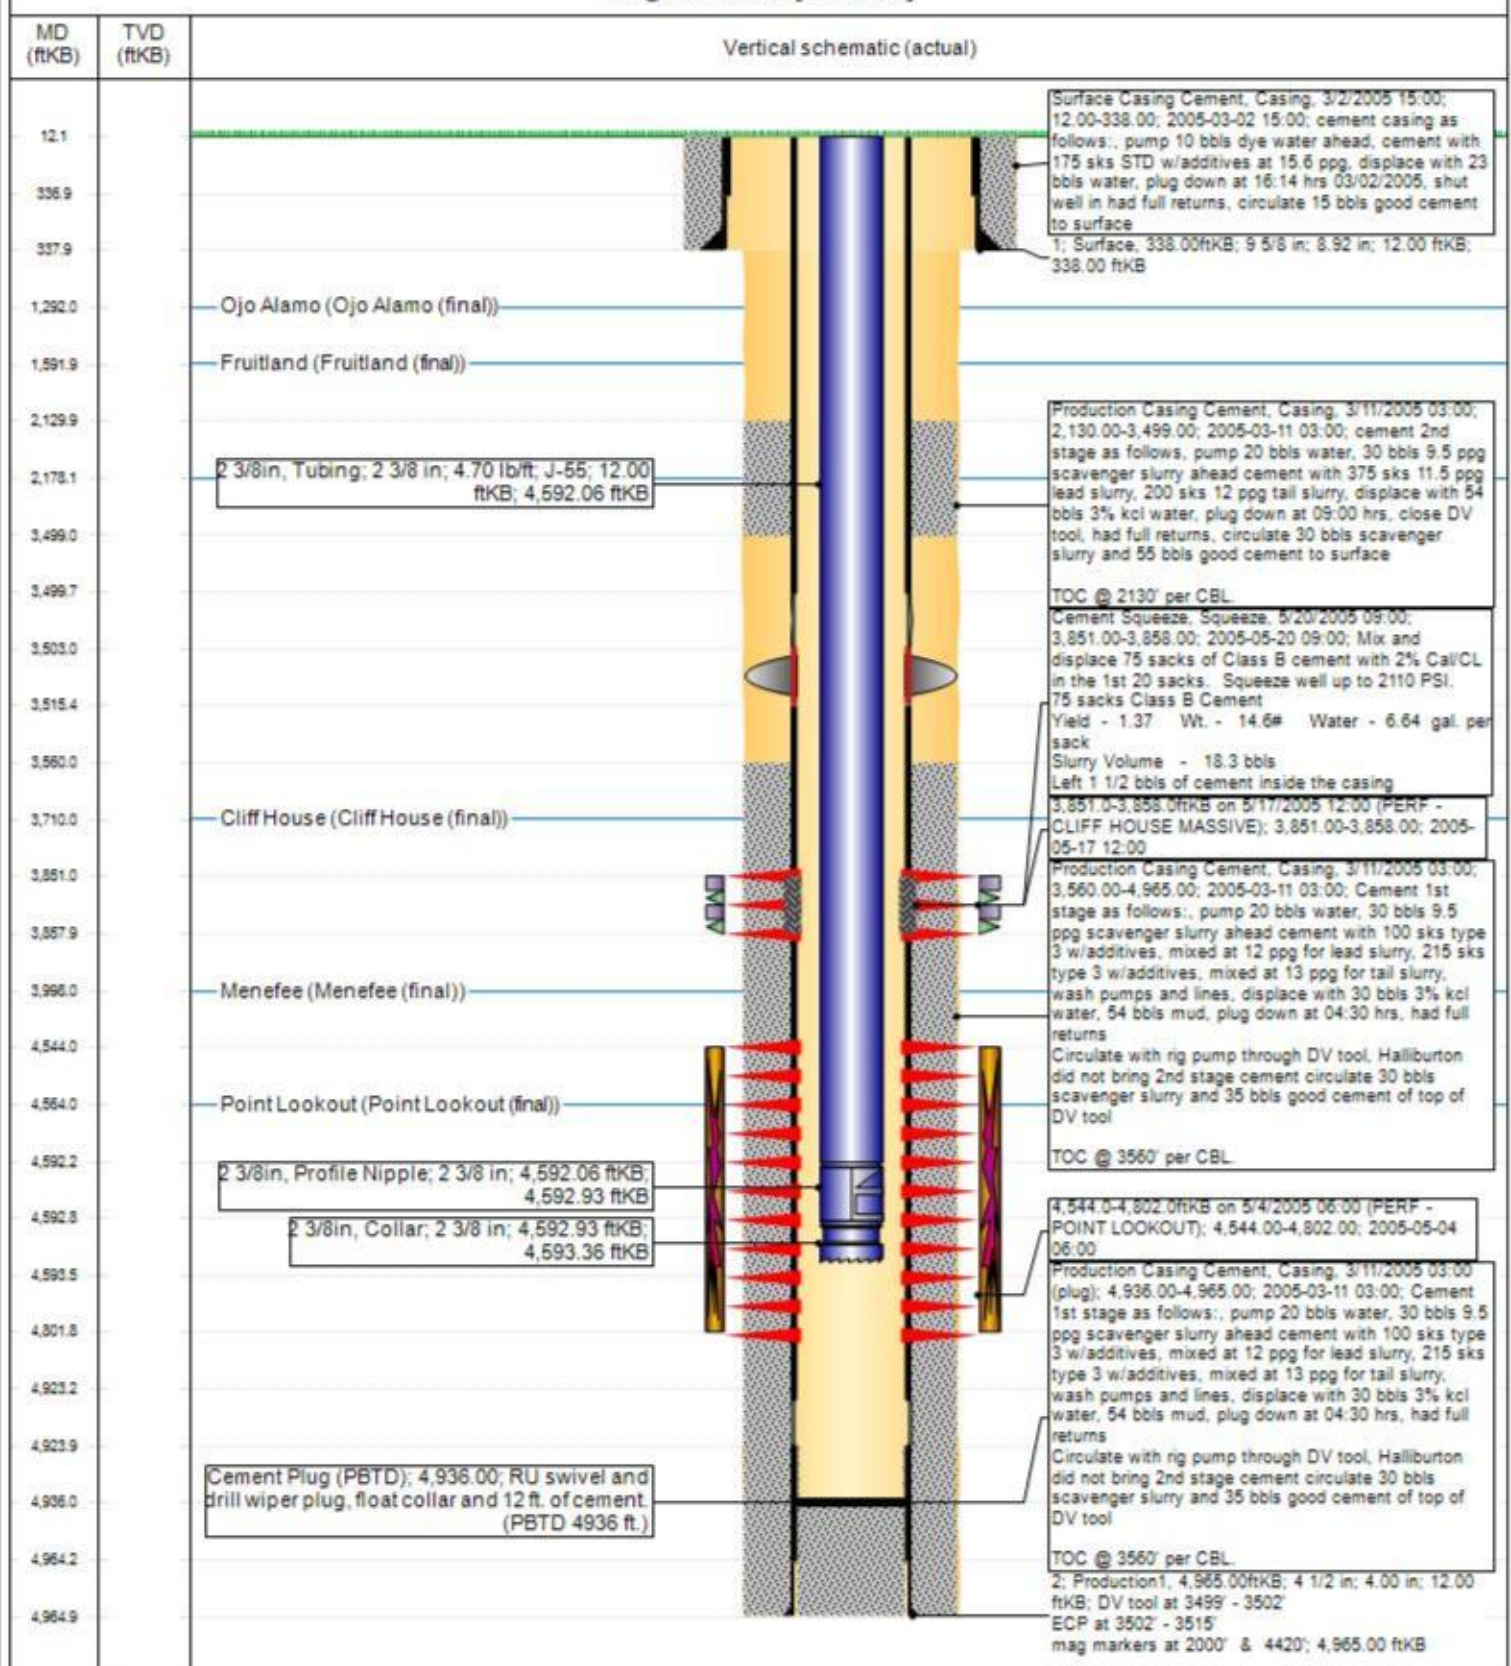 MD
(ftKB)
TVD
(ftKB)
Vertical schematic (actual)
12.1
336.9
337.9
1,292.0
1,591.9
2,129.9
2,178.1
3,499.0
3,499.7
3,503.0
3,515.4
3,560.0
3,710.0
3,851.0
3,857.9
3,998.0
4,544.0
4,564.0
4,592.2
4,592.8
4,593.5
4,801.8
4,923.2
4,923.9
4,936.0
4,964.2
4,964.9
Ojo Alamo (Ojo Alamo (final))
Fruitland (Fruitland (final))
2 3/8in, Tubing; 2 3/8 in; 4.70 lb/ft; J-55; 12.00
ftKB; 4,592.06 ftKB
Cliff House (Cliff House (final))
Menefee (Menefee (final))
Point Lookout (Point Lookout (final))
2 3/8in, Profile Nipple; 2 3/8 in; 4,592.06 ftKB;
4,592.93 ftKB
2 3/8in, Collar; 2 3/8 in; 4,592.93 ftKB;
4,593.36 ftKB
Cement Plug (PBTD); 4,936.00; RU swivel and
drill wiper plug, float collar and 12 ft. of cement.
(PBTD 4936 ft.)
Surface Casing Cement, Casing, 3/2/2005 15:00;
12.00-338.00; 2005-03-02 15:00; cement casing as
follows:, pump 10 bbls dye water ahead, cement with
175 sks STD w/additives at 15.6 ppg, displace with 23
bbls water, plug down at 16:14 hrs 03/02/2005, shut
well in had full returns, circulate 15 bbls good cement
to surface
1; Surface, 338.00ftKB; 9 5/8 in; 8.92 in; 12.00 ftKB;
338.00 ftKB
Production Casing Cement, Casing, 3/11/2005 03:00;
2,130.00-3,499.00; 2005-03-11 03:00; cement 2nd
stage as follows, pump 20 bbls water, 30 bbls 9.5 ppg
scavenger slurry ahead cement with 375 sks 11.5 ppg
lead slurry, 200 sks 12 ppg tail slurry, displace with 54
bbls 3% kcl water, plug down at 09:00 hrs, close DV
tool, had full returns, circulate 30 bbls scavenger
slurry and 55 bbls good cement to surface
TOC @ 2130' per CBL.
Cement Squeeze, Squeeze, 5/20/2005 09:00;
3,851.00-3,858.00; 2005-05-20 09:00; Mix and
displace 75 sacks of Class B cement with 2% Cal/CL
in the 1st 20 sacks.  Squeeze well up to 2110 PSI.
75 sacks Class B Cement
Yield - 1.37   Wt. - 14.6#   Water - 6.64 gal. per
sack
Slurry Volume  -  18.3 bbls
Left 1 1/2 bbls of cement inside the casing
3,851.0-3,858.0ftKB on 5/17/2005 12:00 (PERF -
CLIFF HOUSE MASSIVE); 3,851.00-3,858.00; 2005-
05-17 12:00
Production Casing Cement, Casing, 3/11/2005 03:00;
3,560.00-4,965.00; 2005-03-11 03:00; Cement 1st
stage as follows:, pump 20 bbls water, 30 bbls 9.5
ppg scavenger slurry ahead cement with 100 sks type
3 w/additives, mixed at 12 ppg for lead slurry, 215 sks
type 3 w/additives, mixed at 13 ppg for tail slurry,
wash pumps and lines, displace with 30 bbls 3% kcl
water, 54 bbls mud, plug down at 04:30 hrs, had full
returns
Circulate with rig pump through DV tool, Halliburton
did not bring 2nd stage cement circulate 30 bbls
scavenger slurry and 35 bbls good cement of top of
DV tool
TOC @ 3560' per CBL.
4,544.0-4,802.0ftKB on 5/4/2005 06:00 (PERF -
POINT LOOKOUT); 4,544.00-4,802.00; 2005-05-04
06:00
Production Casing Cement, Casing, 3/11/2005 03:00
(plug); 4,936.00-4,965.00; 2005-03-11 03:00; Cement
1st stage as follows:, pump 20 bbls water, 30 bbls 9.5
ppg scavenger slurry ahead cement with 100 sks type
3 w/additives, mixed at 12 ppg for lead slurry, 215 sks
type 3 w/additives, mixed at 13 ppg for tail slurry,
wash pumps and lines, displace with 30 bbls 3% kcl
water, 54 bbls mud, plug down at 04:30 hrs, had full
returns
Circulate with rig pump through DV tool, Halliburton
did not bring 2nd stage cement circulate 30 bbls
scavenger slurry and 35 bbls good cement of top of
DV tool
TOC @ 3560' per CBL.
2; Production1, 4,965.00ftKB; 4 1/2 in; 4.00 in; 12.00
ftKB; DV tool at 3499' - 3502'
ECP at 3502' - 3515'
mag markers at 2000'  &  4420'; 4,965.00 ftKB